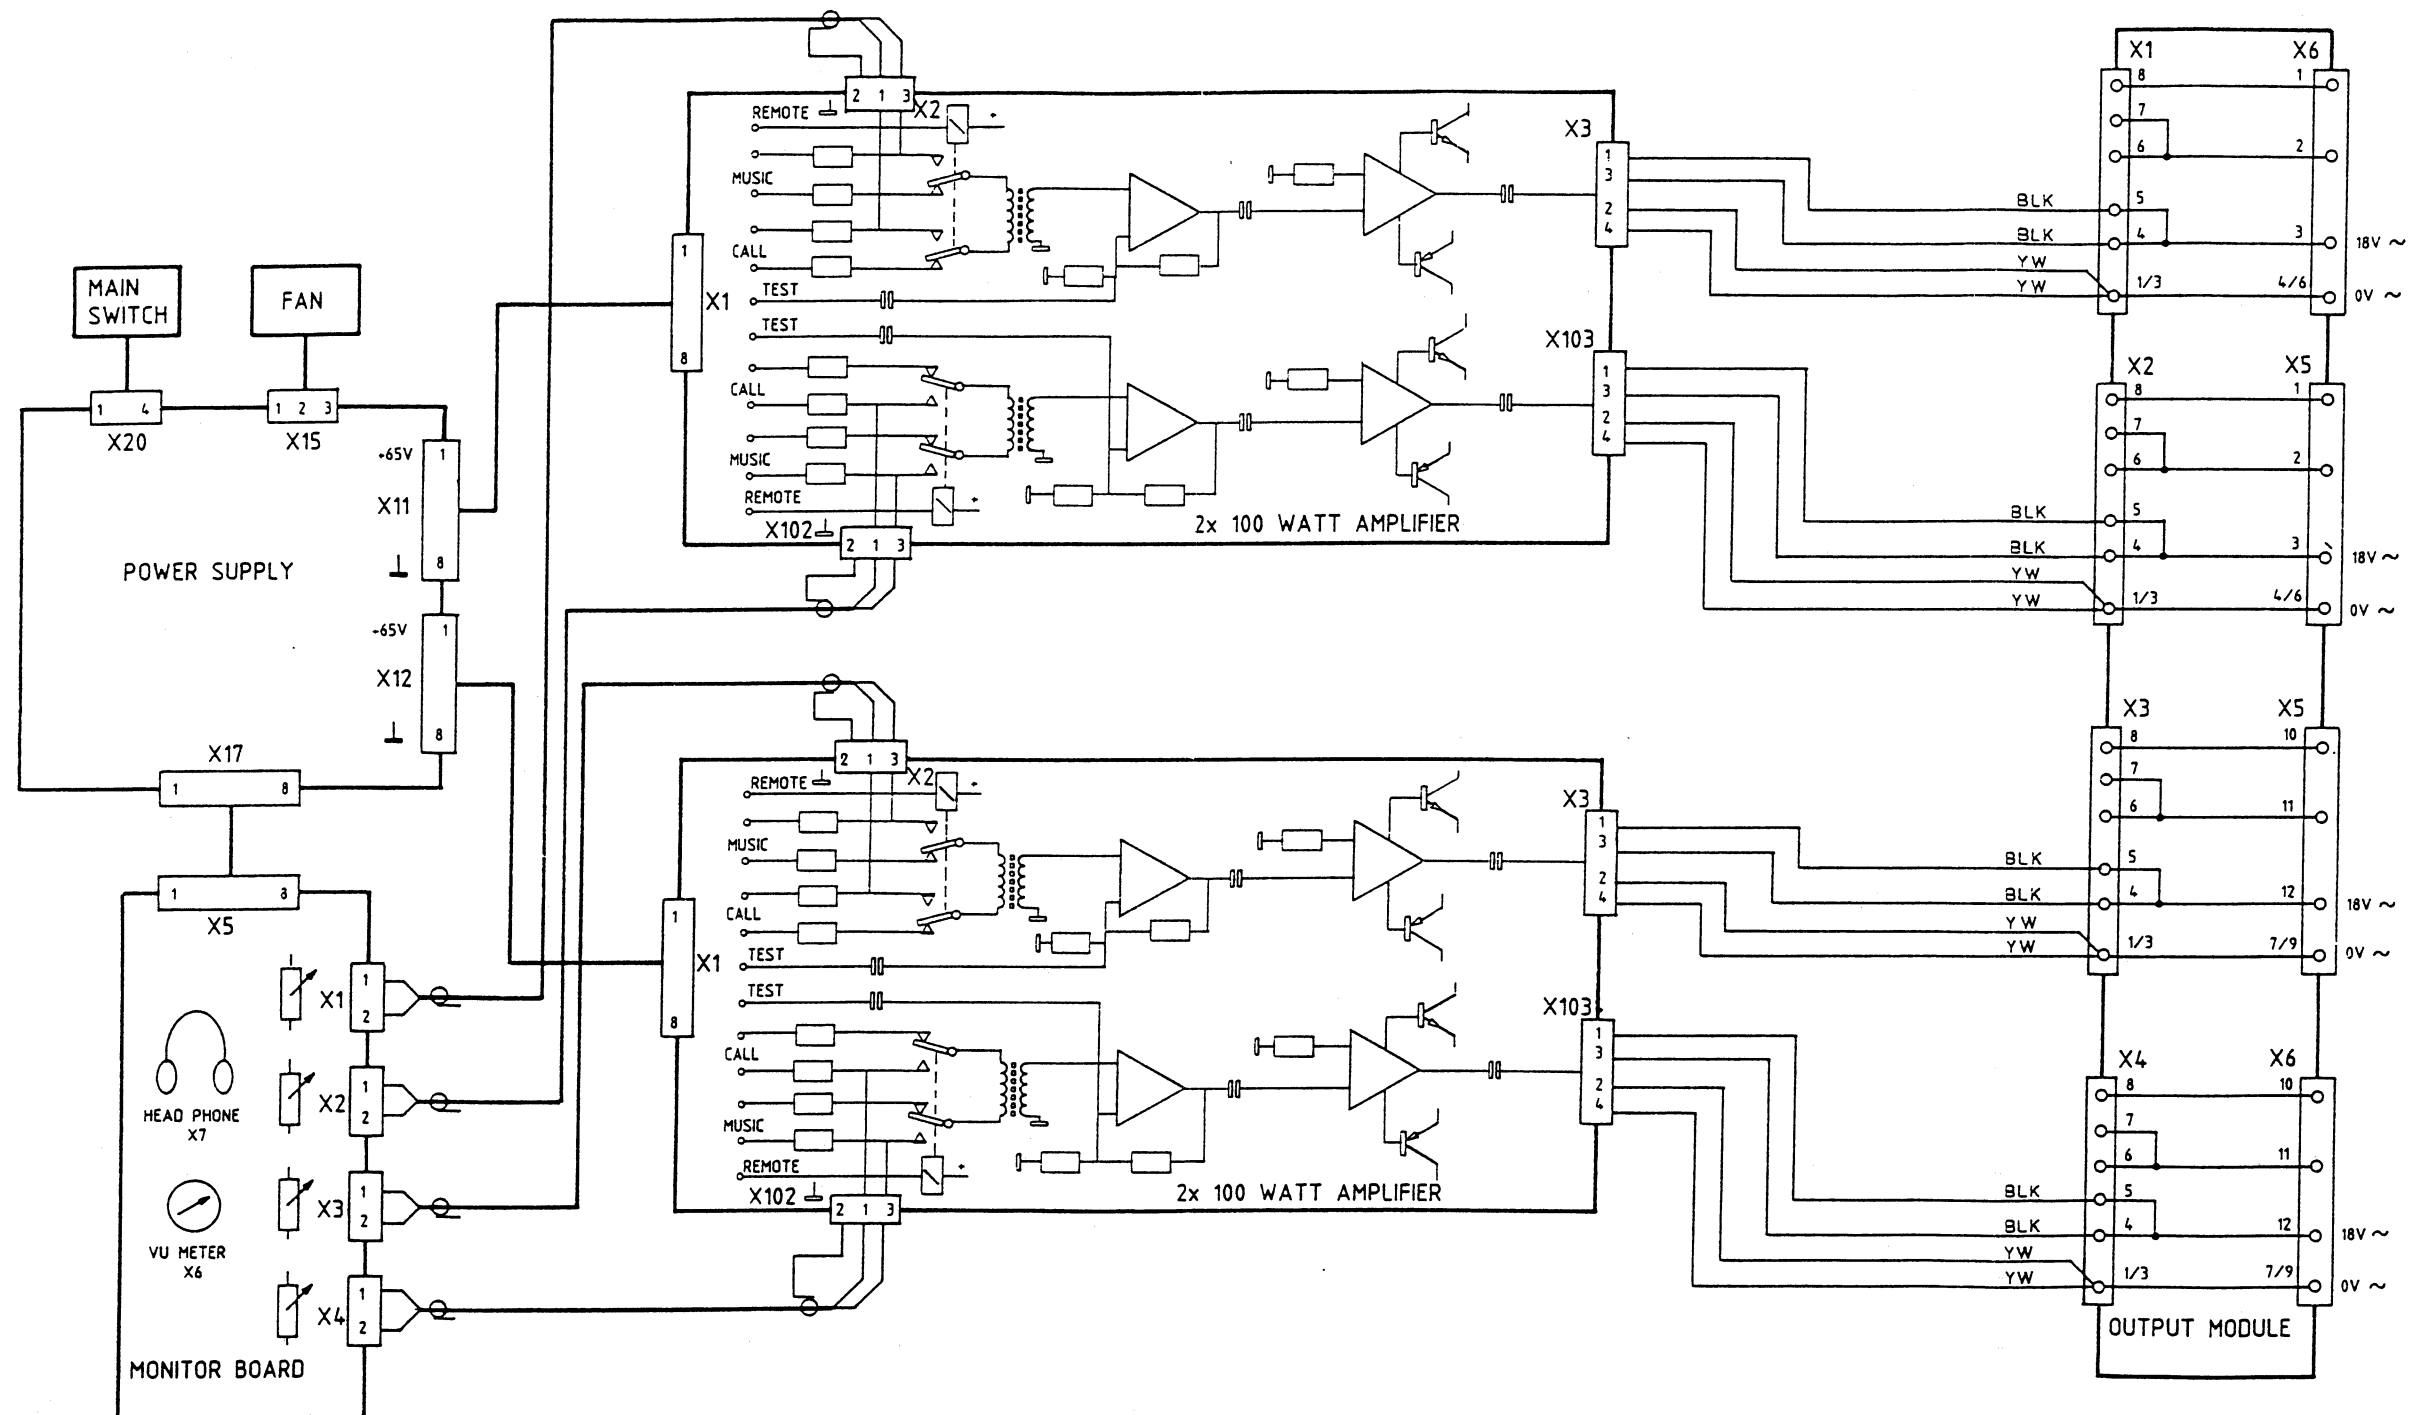 MAIN
SWITCH
FAN
1 4
X20
1 2 3
X15
+65V
1
X11
8
POWER SUPPLY
-65V
1
X12
8
X17
1 8
1 8
X5
1
X1
2
1
X2
2
1
X3
2
1
X4
2
HEAD PHONE
X7
VU METER
X6
MONITOR BOARD
2 1 3
X2
REMOTE
+
MUSIC
CALL
TEST
1
X1
8
TEST
CALL
MUSIC
REMOTE
+
X102
2 1 3
2x 100 WATT AMPLIFIER
X3
1
3
2
4
X103
1
3
2
4
2 1 3
X2
REMOTE
+
MUSIC
CALL
TEST
1
X1
8
TEST
CALL
MUSIC
REMOTE
+
X102
2 1 3
2x 100 WATT AMPLIFIER
X3
1
3
2
4
X103
1
3
2
4
X1 X6
8 1
7
6 2
BLK 5
BLK 4 3 18V ~
YW
YW 1/3 4/6 0V ~
X2 X5
8 1
7
6 2
BLK 5
BLK 4 3 18V ~
YW
YW 1/3 4/6 0V ~
X3 X5
8 10
7
6 11
BLK 5
BLK 4 12 18V ~
YW
YW 1/3 7/9 0V ~
X4 X6
8 10
7
6 11
BLK 5
BLK 4 12 18V ~
YW
YW 1/3 7/9 0V ~
OUTPUT MODULE